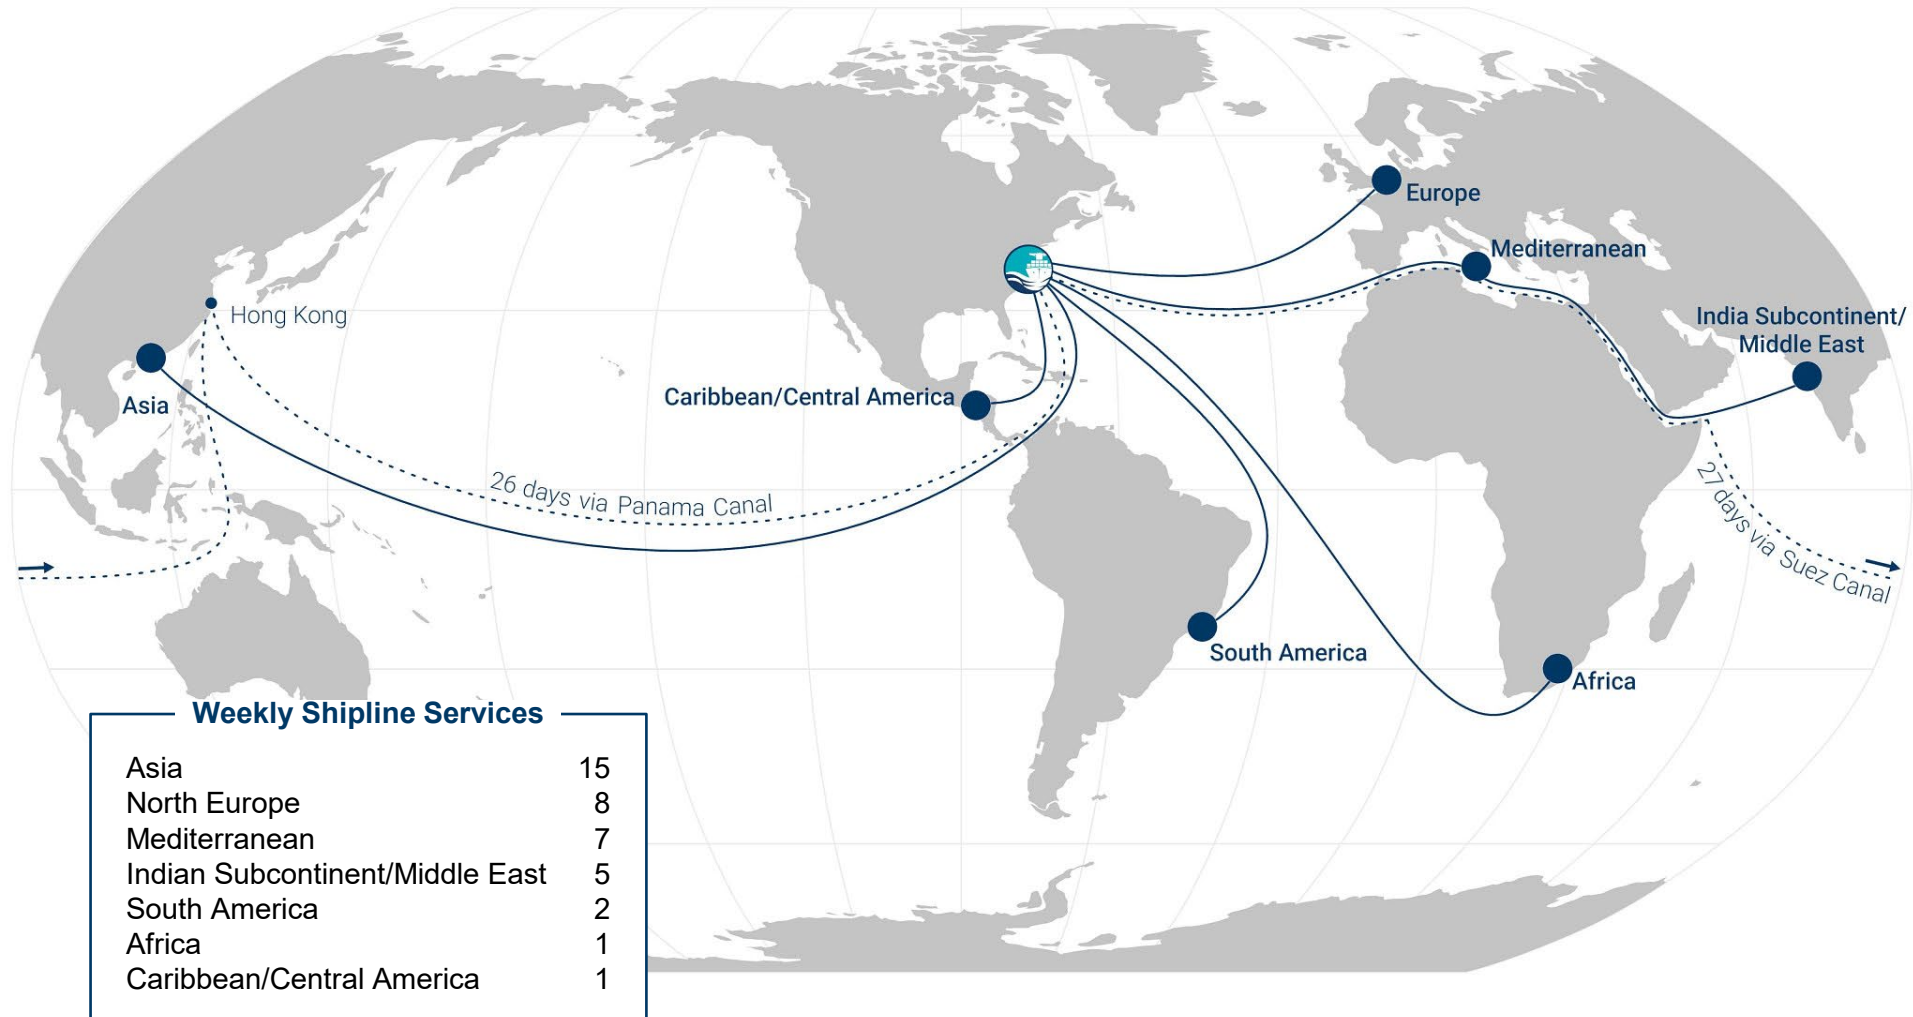 Europe
Mediterranean
India Subcontinent/
Middle East
Hong Kong
Asia
Caribbean/Central America
26 days via Panama Canal
27 days via Suez Canal
South America
Africa
Weekly Shipline Services
Asia 15
North Europe 8
Mediterranean 7
Indian Subcontinent/Middle East 5
South America 2
Africa 1
Caribbean/Central America 1